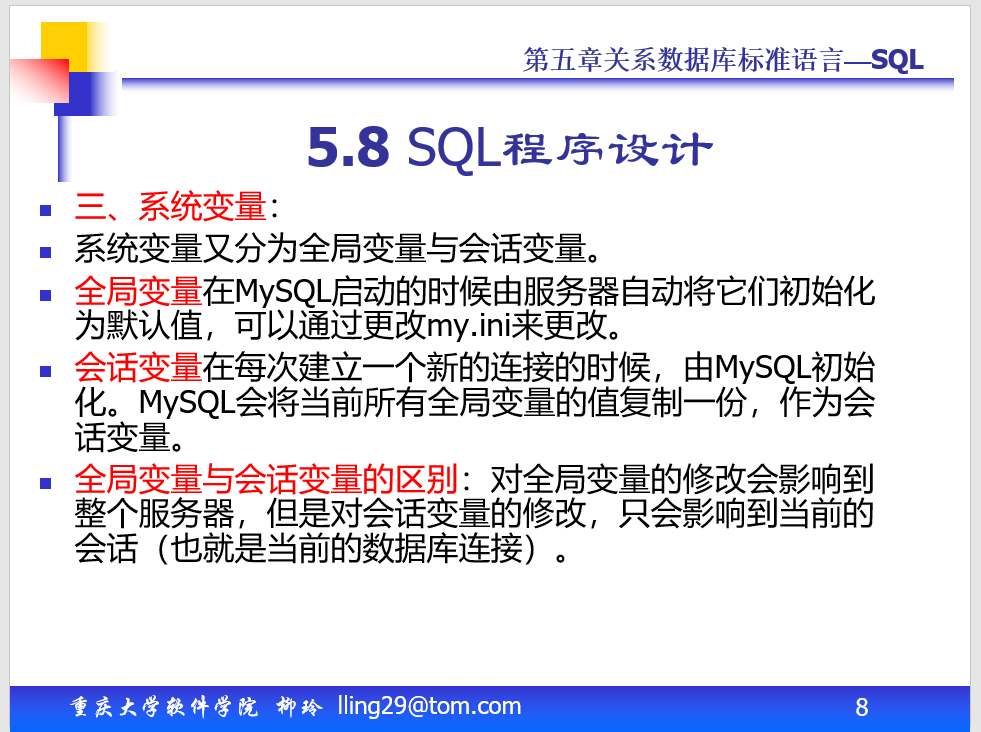 第五章关系数据库标准语言—SQL
5.8 SQL程序设计
三、系统变量：
系统变量又分为全局变量与会话变量。
全局变量在MySQL启动的时候由服务器自动将它们初始化
为默认值，可以通过更改my.ini来更改。
会话变量在每次建立一个新的连接的时候，由MySQL初始
化。MySQL会将当前所有全局变量的值复制一份，作为会
话变量。
全局变量与会话变量的区别：对全局变量的修改会影响到
整个服务器，但是对会话变量的修改，只会影响到当前的
会话（也就是当前的数据库连接）。
重庆大学软件学院 柳玲 lling29@tom.com 8